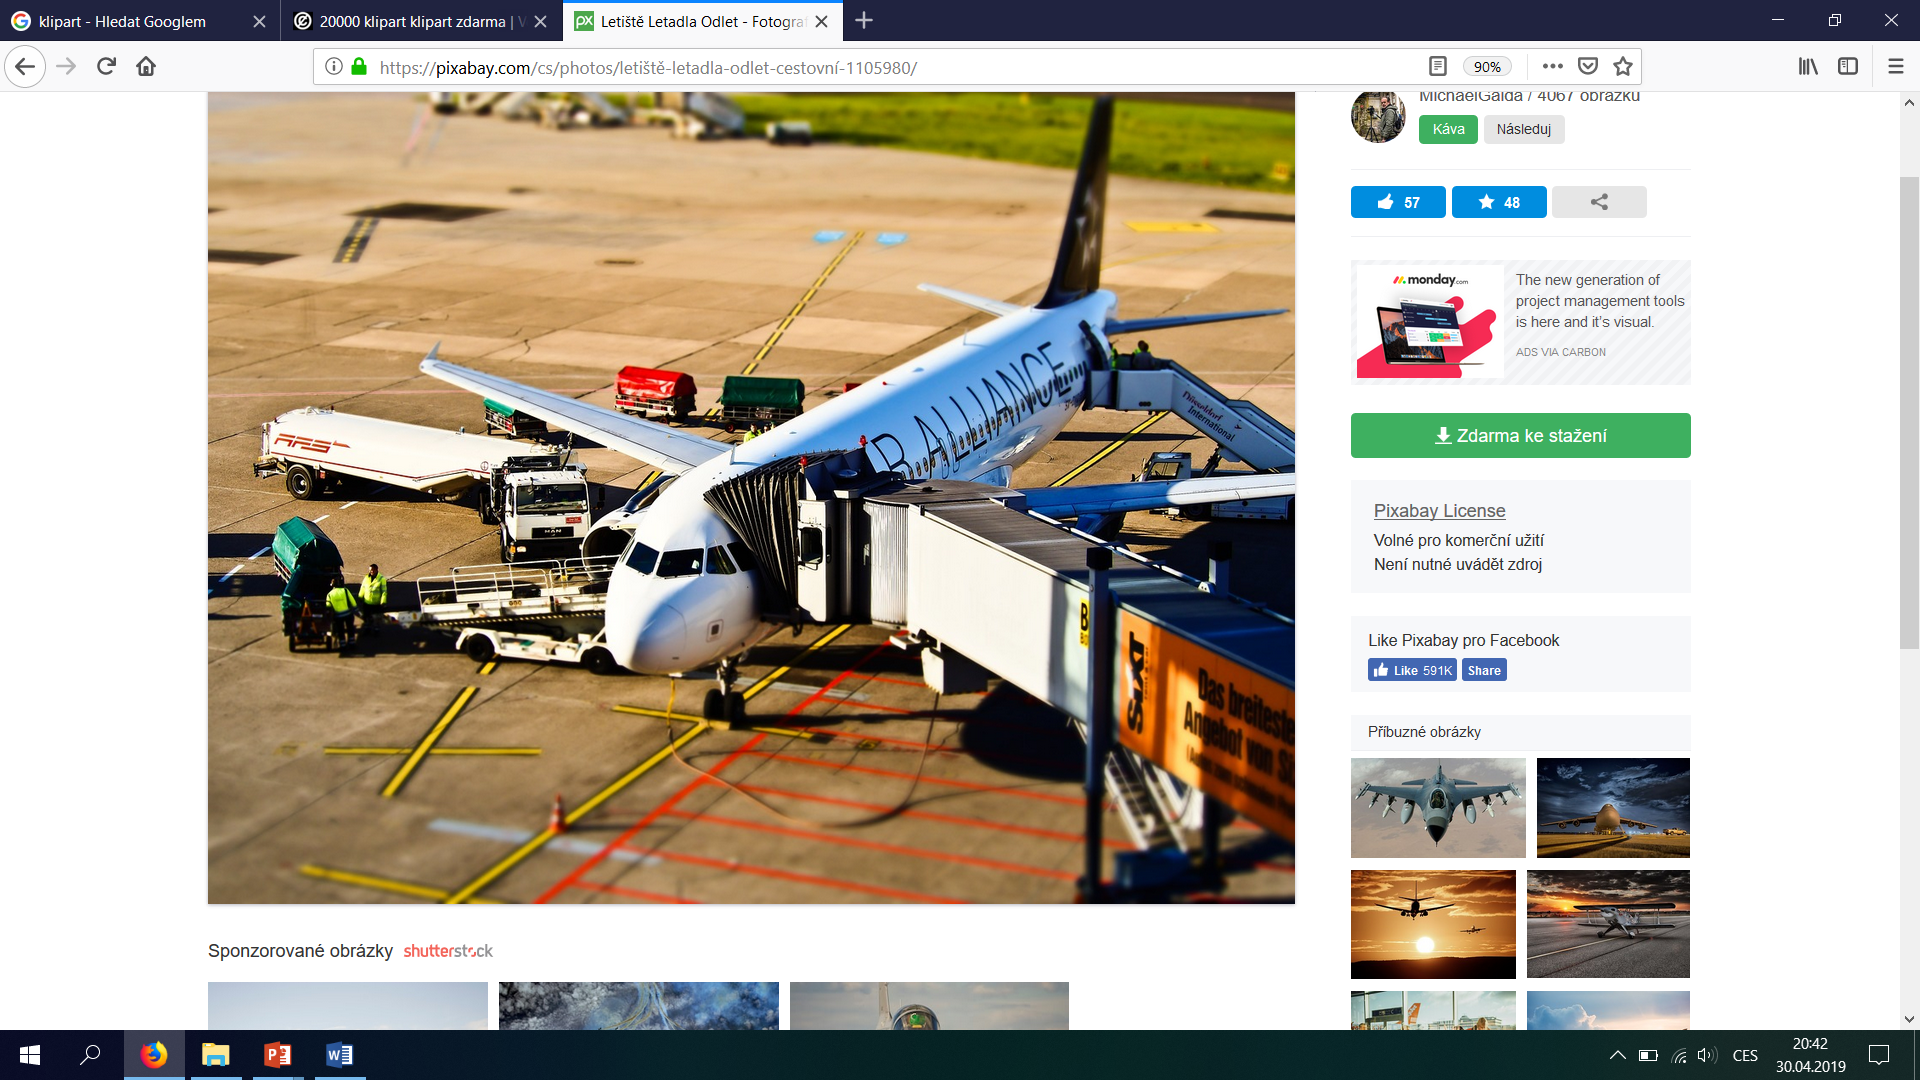 klipart - Hledat Googlem
20000 klipart klipart zdarma | V
Letiště Letadla Odlet - Fotogra
https://pixabay.com/cs/photos/letiště-letadla-odlet-cestovní-1105980/
90%
MichaelGaida / 4067 obrázků
Káva
Následuj
57
48
monday.com
The new generation of
project management tools
is here and it's visual.
ADS VIA CARBON
Zdarma ke stažení
Pixabay License
Volné pro komerční užití
Není nutné uvádět zdroj
Like Pixabay pro Facebook
Like 591K
Share
Příbuzné obrázky
R ALLIANCE
Düsseldorf
International
AFS
MAN
B
Das breiteste
Angebot von
Sponzorované obrázky shutterstock
CES
20:42
30.04.2019